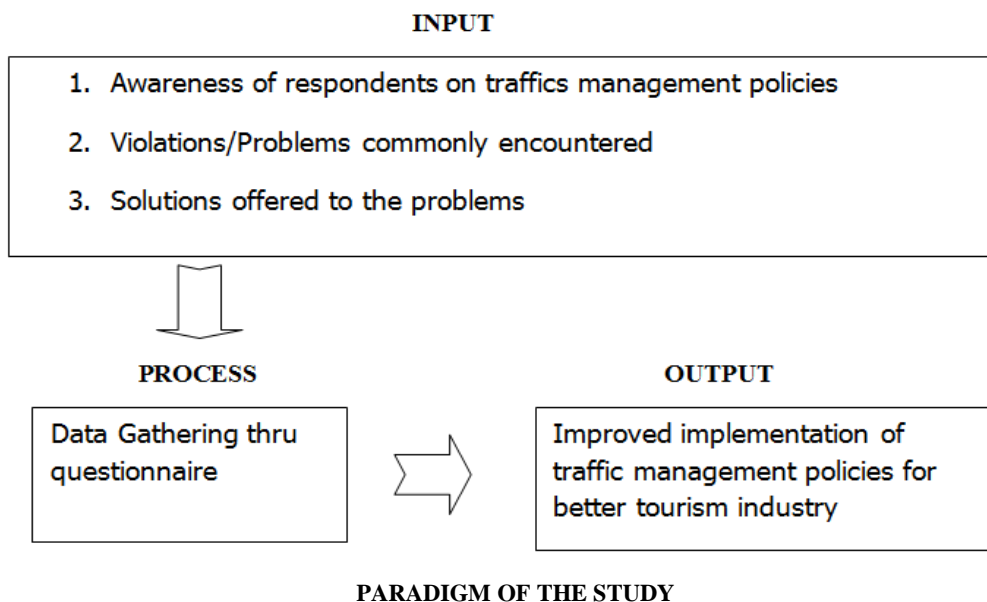 INPUT
1. Awareness of respondents on traffics management policies
2. Violations/Problems commonly encountered
3. Solutions offered to the problems
PROCESS
Data Gathering thru
questionnaire
OUTPUT
Improved implementation of
traffic management policies for
better tourism industry
PARADIGM OF THE STUDY